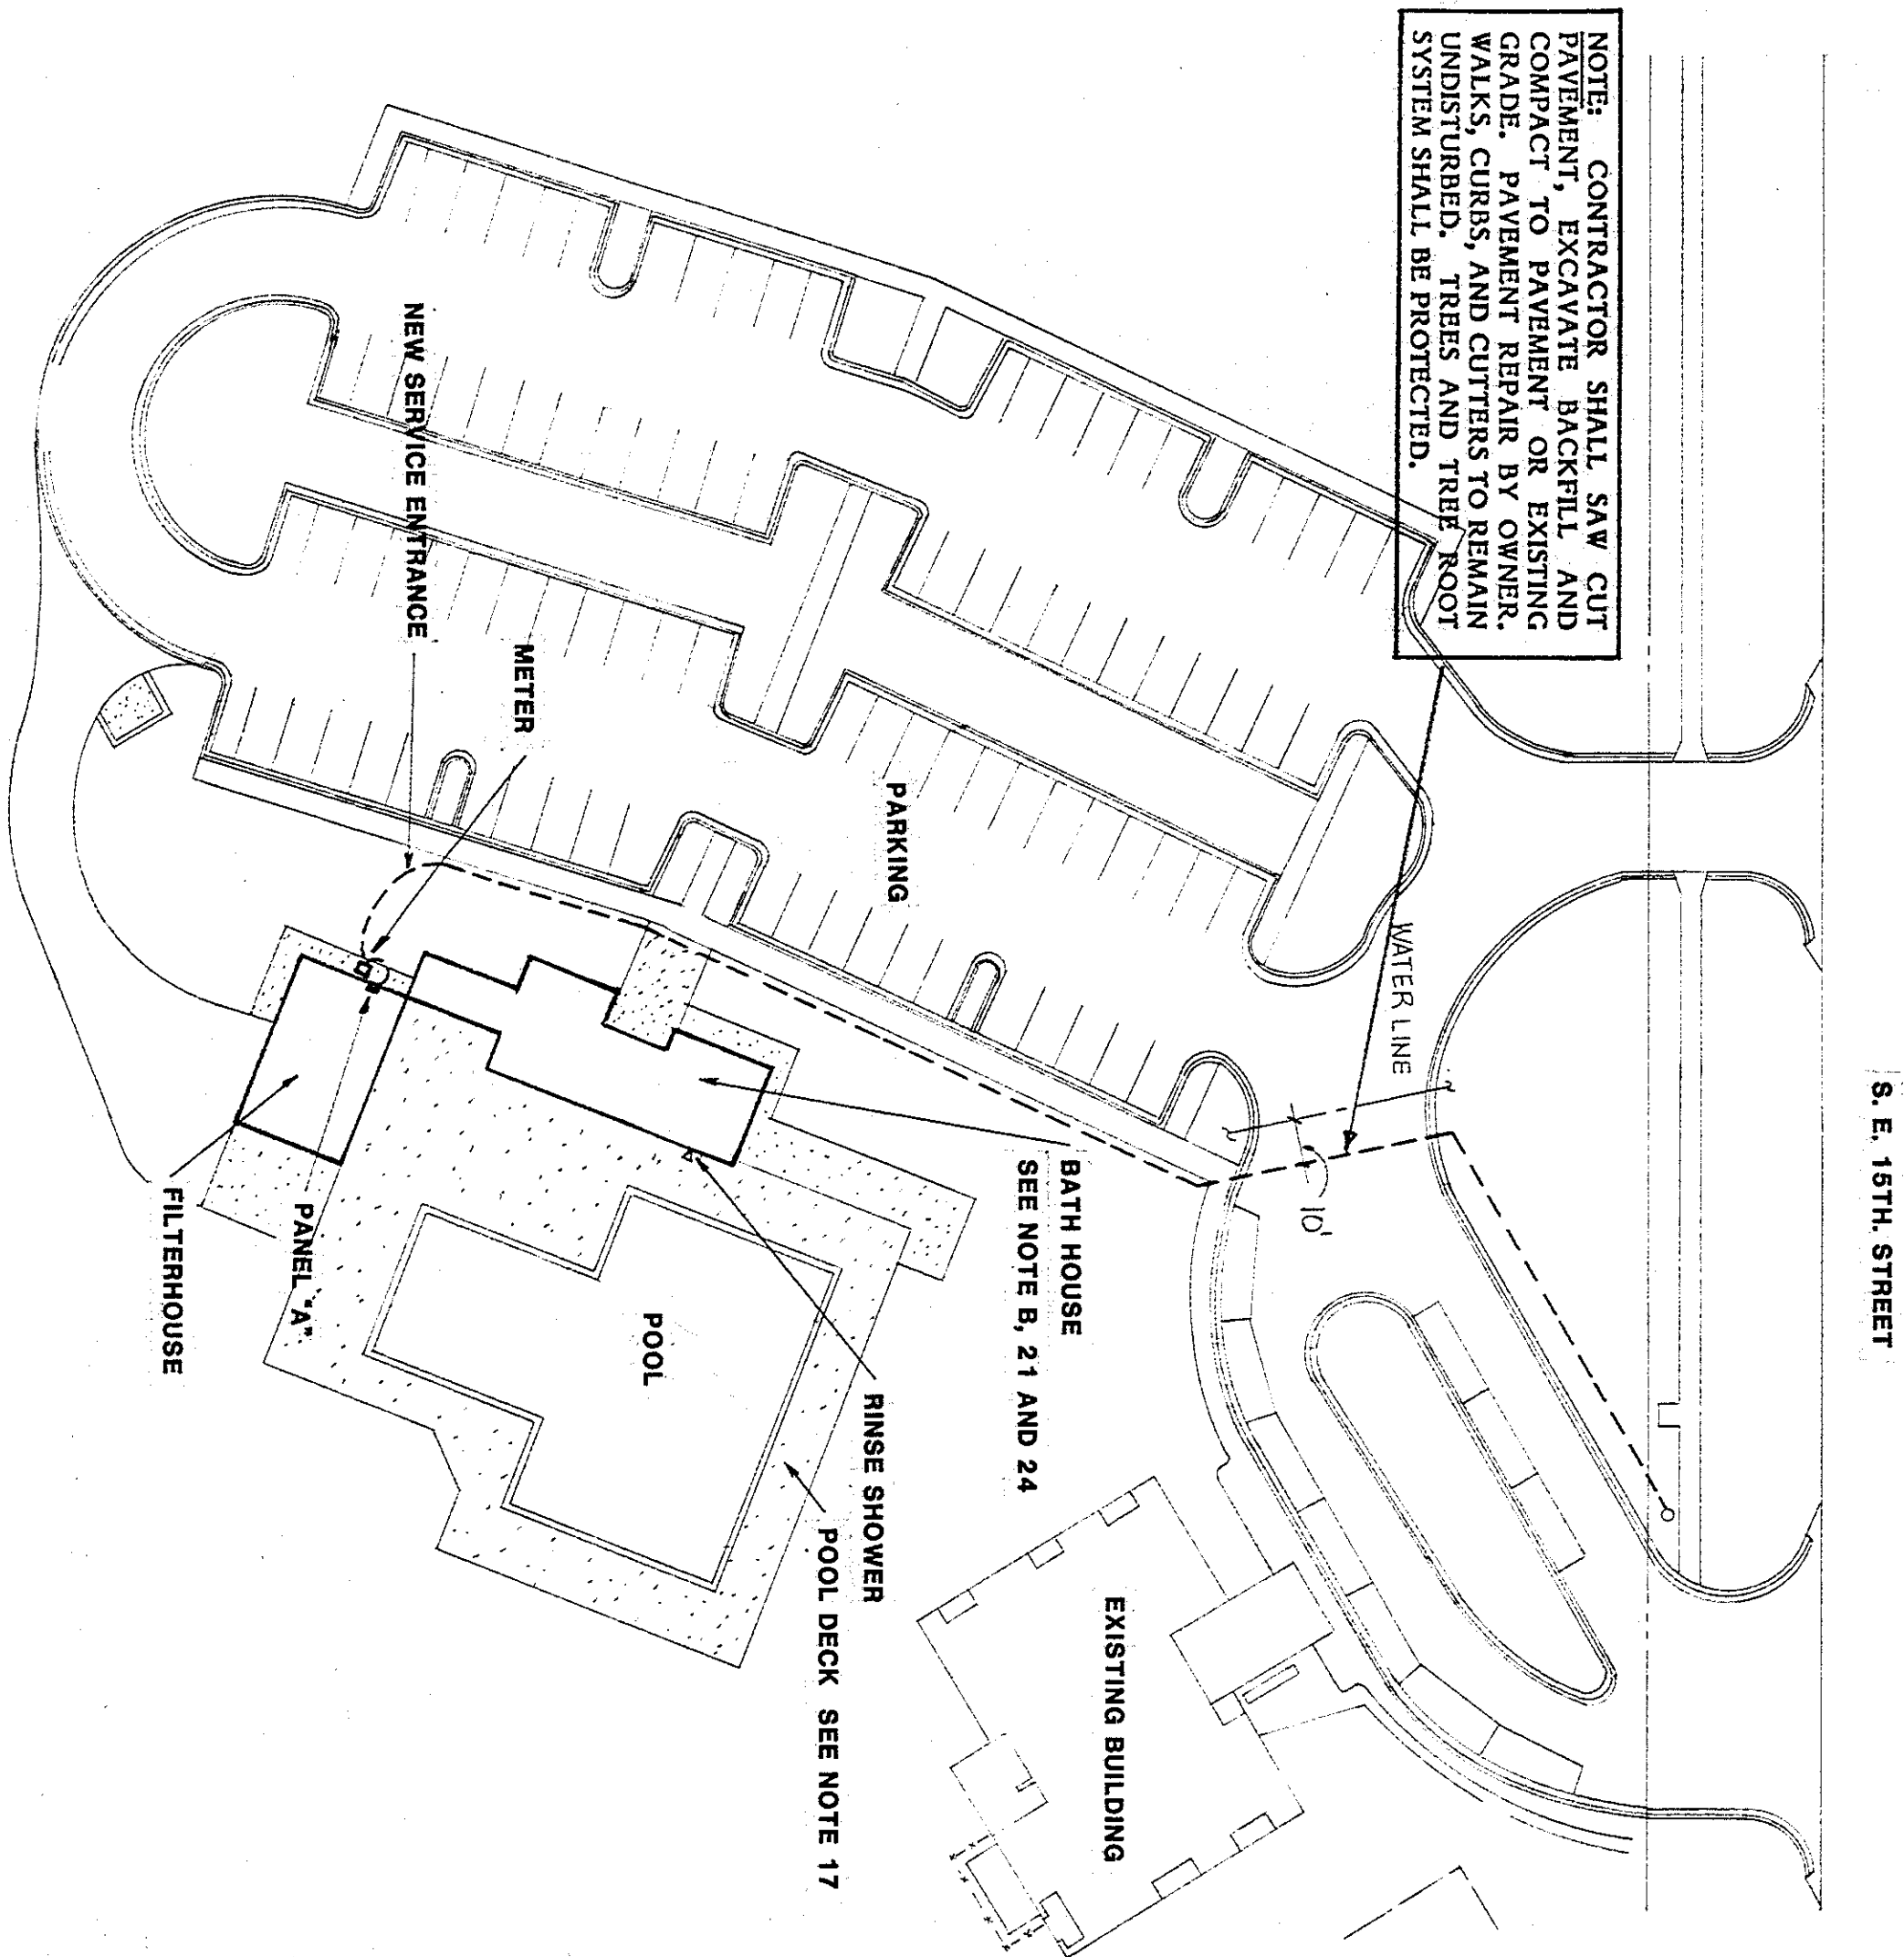 S. E. 15TH. STREET
NOTE: CONTRACTOR SHALL SAW CUT
PAVEMENT, EXCAVATE BACKFILL AND
COMPACT TO PAVEMENT OR EXISTING
GRADE. PAVEMENT REPAIR BY OWNER.
WALKS, CURBS, AND CUTTERS TO REMAIN
UNDISTURBED. TREES AND TREE ROOT
SYSTEM SHALL BE PROTECTED.
WATER LINE
10'
EXISTING BUILDING
BATH HOUSE
SEE NOTE B, 21 AND 24
PARKING
RINSE SHOWER
POOL DECK SEE NOTE 17
POOL
METER
NEW SERVICE ENTRANCE
PANEL "A"
FILTERHOUSE